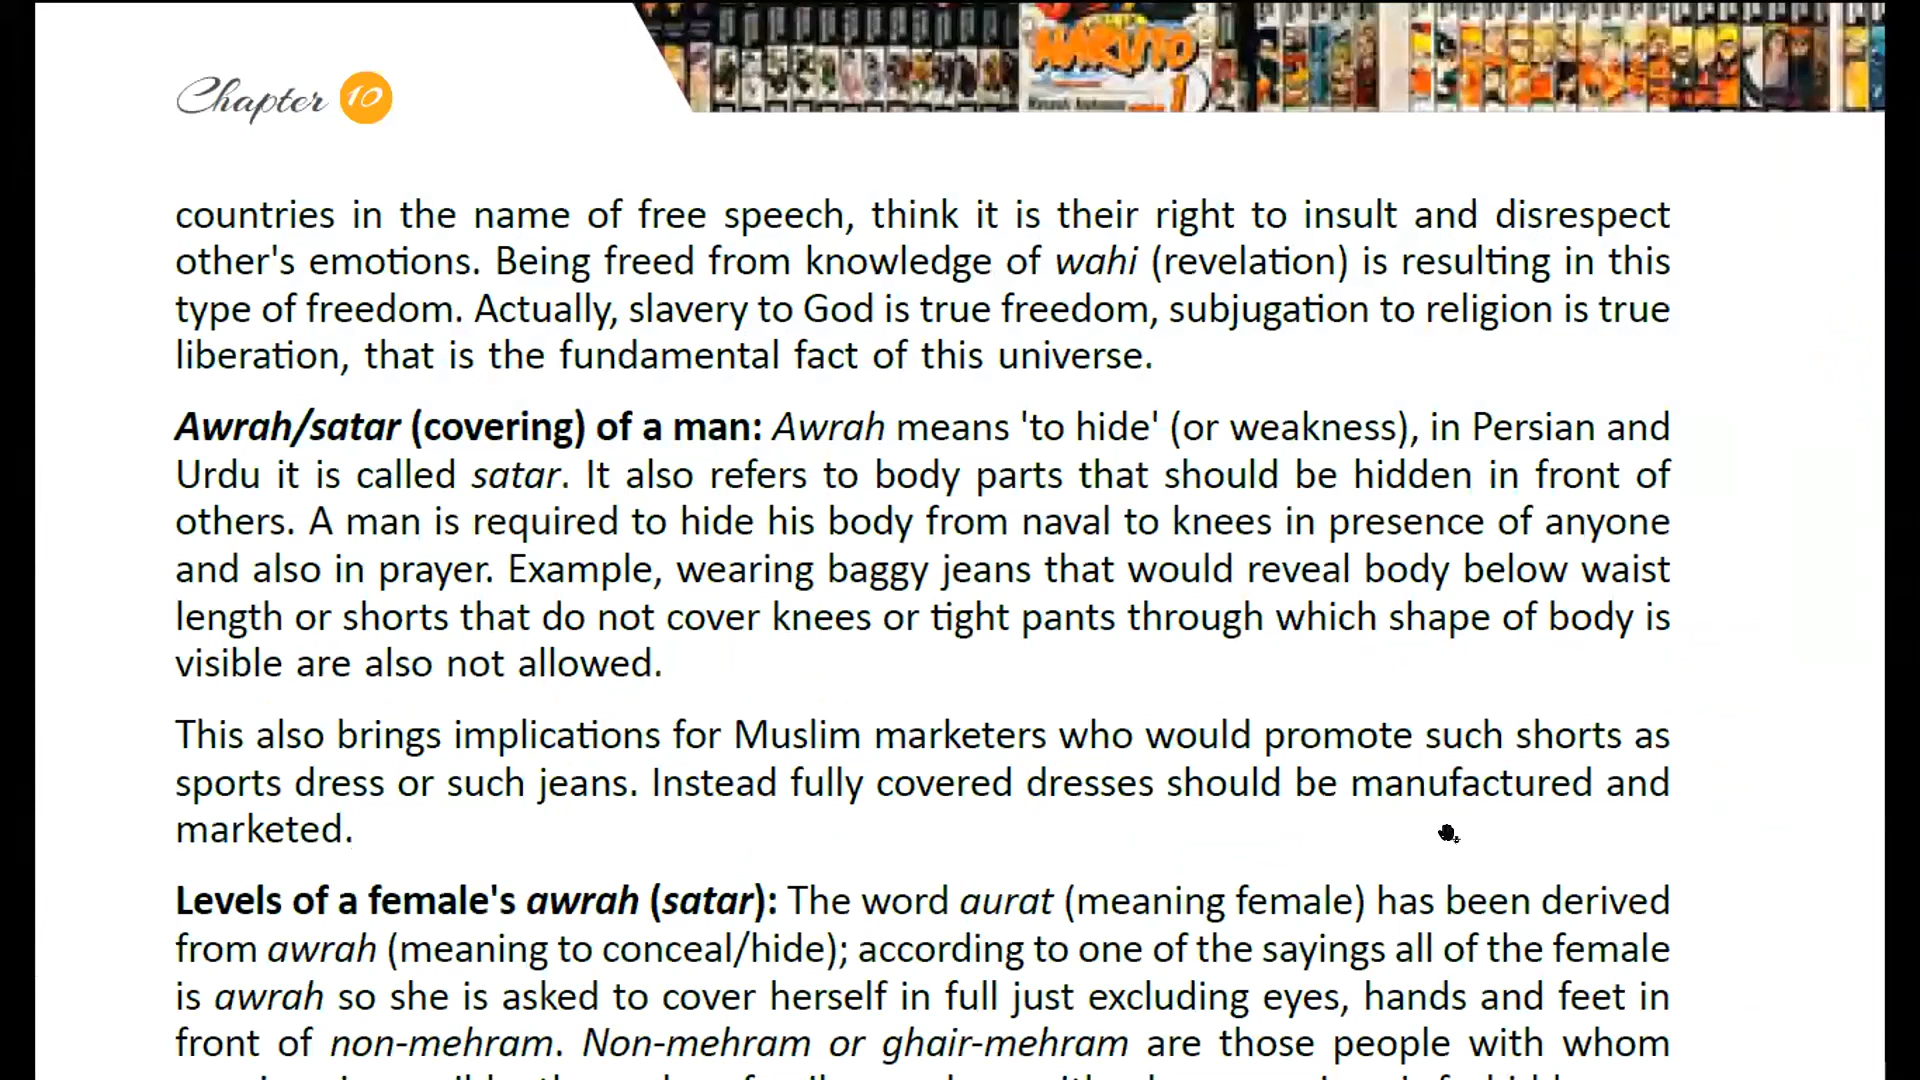 Chapter 10
NARUTO
1
countries in the name of free speech, think it is their right to insult and disrespect
other's emotions. Being freed from knowledge of wahi (revelation) is resulting in this
type of freedom. Actually, slavery to God is true freedom, subjugation to religion is true
liberation, that is the fundamental fact of this universe.
Awrah/satar (covering) of a man: Awrah means 'to hide' (or weakness), in Persian and
Urdu it is called satar. It also refers to body parts that should be hidden in front of
others. A man is required to hide his body from naval to knees in presence of anyone
and also in prayer. Example, wearing baggy jeans that would reveal body below waist
length or shorts that do not cover knees or tight pants through which shape of body is
visible are also not allowed.
This also brings implications for Muslim marketers who would promote such shorts as
sports dress or such jeans. Instead fully covered dresses should be manufactured and
marketed.
Levels of a female's awrah (satar): The word aurat (meaning female) has been derived
from awrah (meaning to conceal/hide); according to one of the sayings all of the female
is awrah so she is asked to cover herself in full just excluding eyes, hands and feet in
front of non-mehram. Non-mehram or ghair-mehram are those people with whom